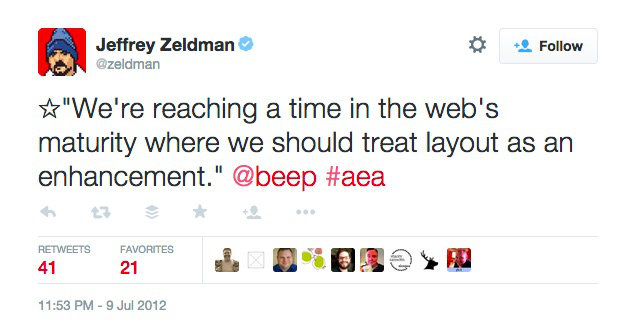 Jeffrey Zeldman
@zeldman
Follow
☆"We're reaching a time in the web's
maturity where we should treat layout as an
enhancement." @beep #aea
RETWEETS FAVORITES
41 21
11:53 PM - 9 Jul 2012